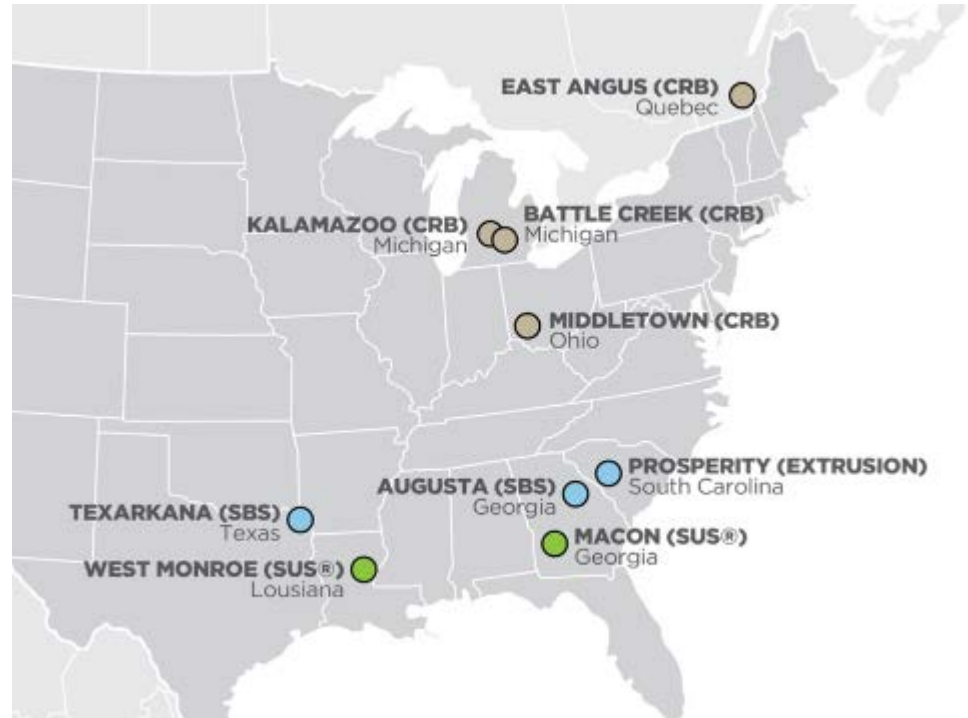 EAST ANGUS (CRB)
Quebec
KALAMAZOO (CRB)
Michigan
BATTLE CREEK (CRB)
Michigan
MIDDLETOWN (CRB)
Ohio
PROSPERITY (EXTRUSION)
South Carolina
AUGUSTA (SBS)
Georgia
TEXARKANA (SBS)
Texas
MACON (SUS®)
Georgia
WEST MONROE (SUS®)
Lousiana